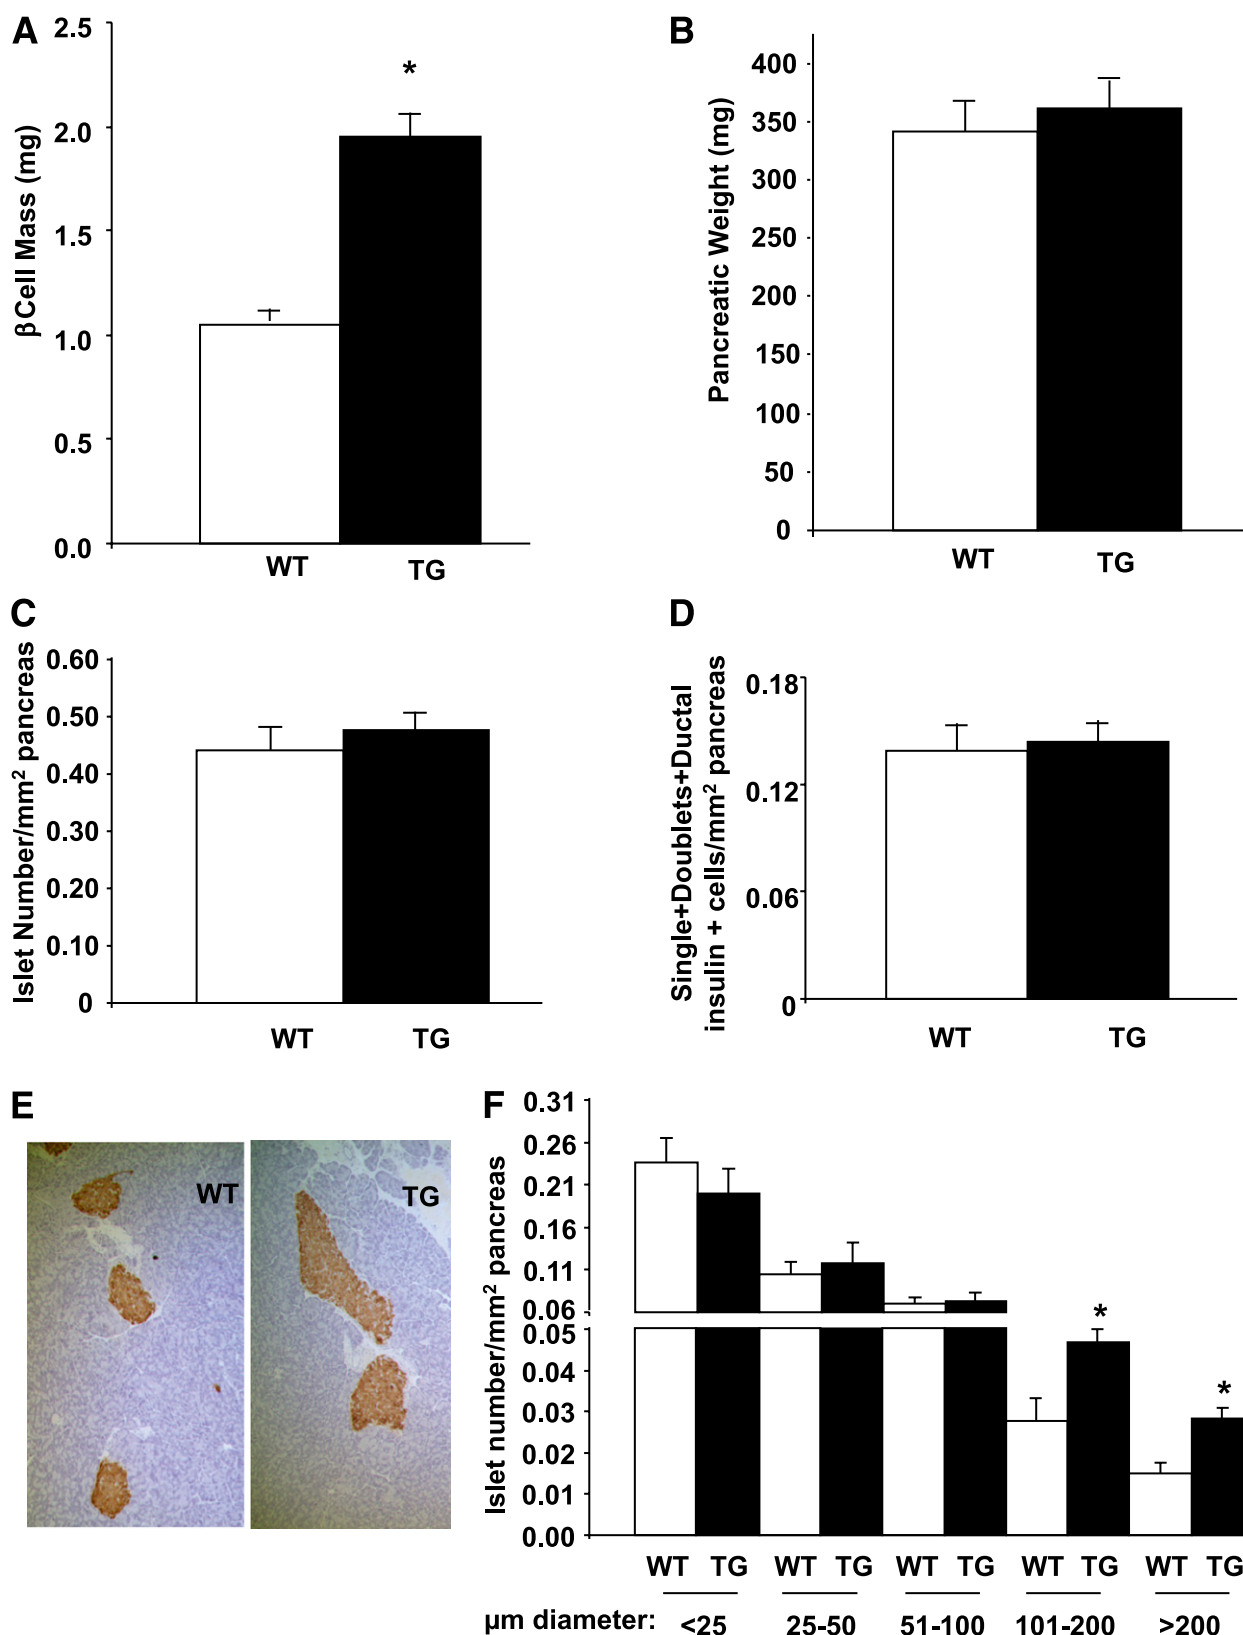 A
2.5
2.0
1.5
1.0
0.5
0.0
βCell Mass (mg)
*
WT TG
B
400
350
300
250
200
150
100
50
0
Pancreatic Weight (mg)
WT TG
C
0.60
0.50
0.40
0.30
0.20
0.10
0
Islet Number/mm² pancreas
WT TG
D
0.18
0.12
0.06
0
Single+Doublets+Ductal
insulin + cells/mm² pancreas
WT TG
E
WT
TG
F
0.31
0.26
0.21
0.16
0.11
0.06
0.05
0.04
0.03
0.02
0.01
0.00
Islet number/mm² pancreas
*
*
WT TG WT TG WT TG WT TG WT TG
µm diameter: <25 25-50 51-100 101-200 >200